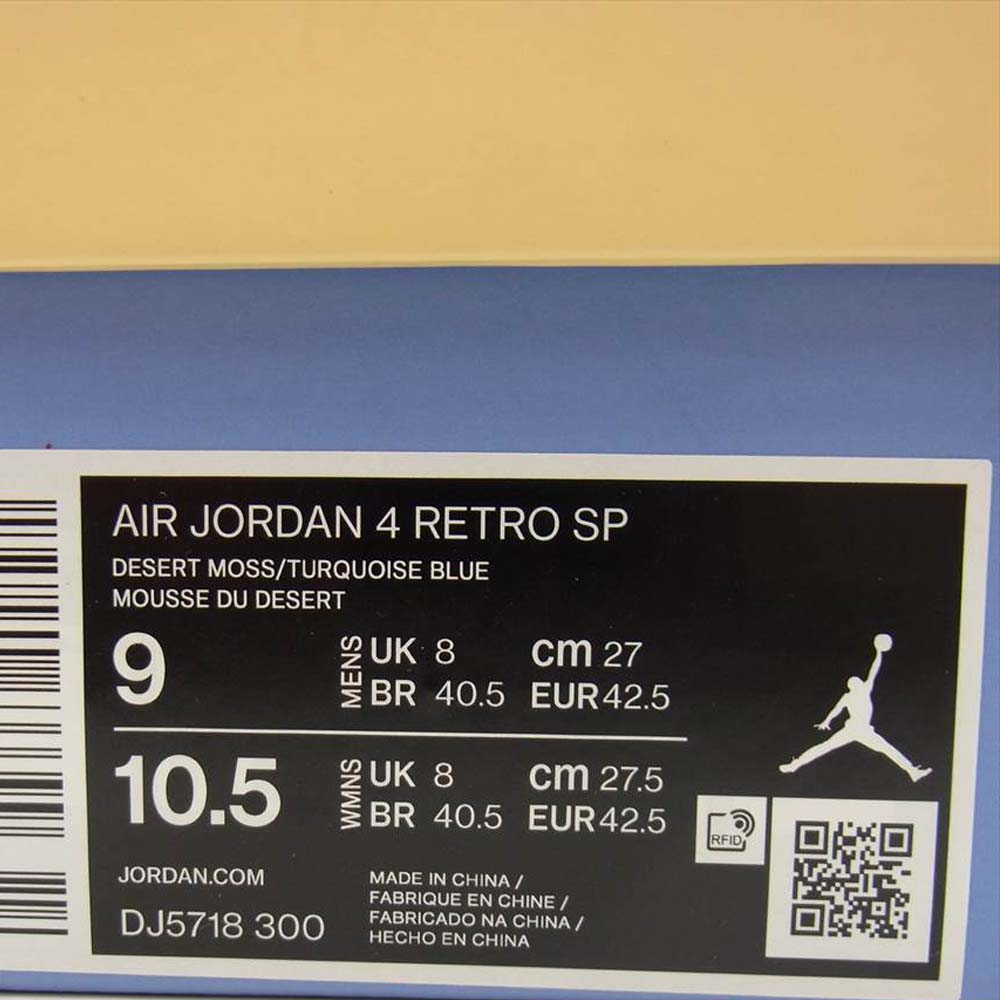 AIR JORDAN 4 RETRO SP
DESERT MOSS/TURQUOISE BLUE
MOUSSE DU DESERT
9 MENS UK 8 cm 27
BR 40.5 EUR 42.5
10.5 WMNS UK 8 cm 27.5
BR 40.5 EUR 42.5
RFID
JORDAN.COM
DJ5718 300
MADE IN CHINA /
FABRIQUE EN CHINE /
FABRICADO NA CHINA /
HECHO EN CHINA